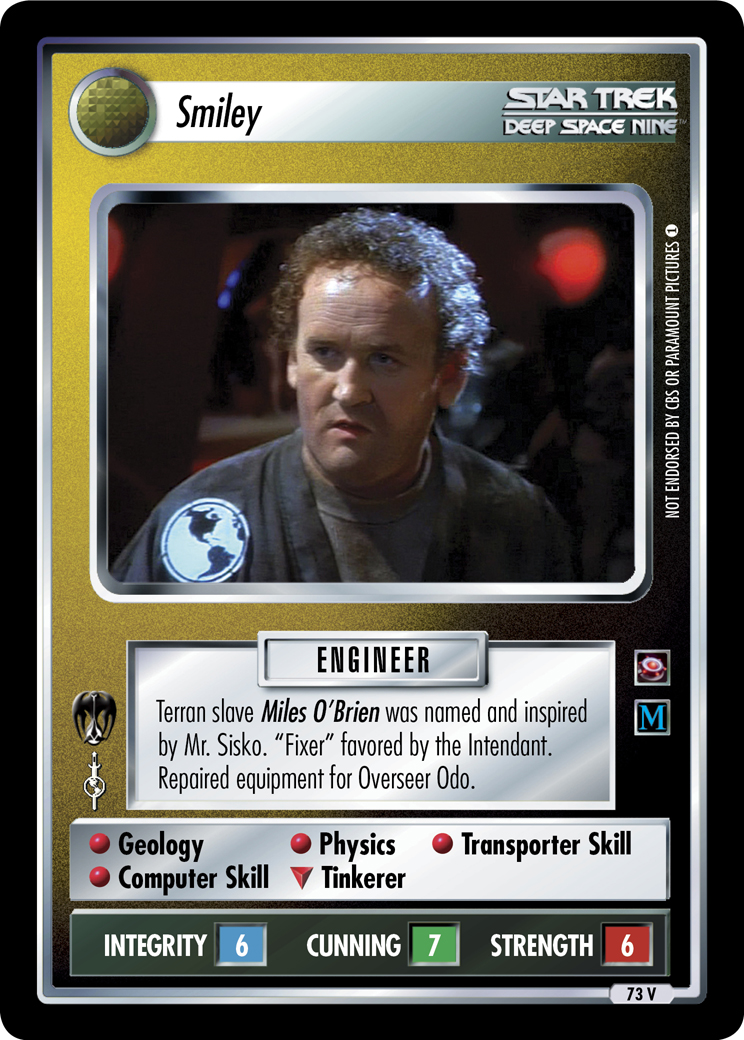 Smiley
STAR TREK
DEEP SPACE NINE™
NOT ENDORSED BY CBS OR PARAMOUNT PICTURES 1
ENGINEER
Terran slave Miles O'Brien was named and inspired
by Mr. Sisko. “Fixer” favored by the Intendant.
Repaired equipment for Overseer Odo.
M
Geology Physics Transporter Skill
Computer Skill Tinkerer
INTEGRITY 6 CUNNING 7 STRENGTH 6
73 V